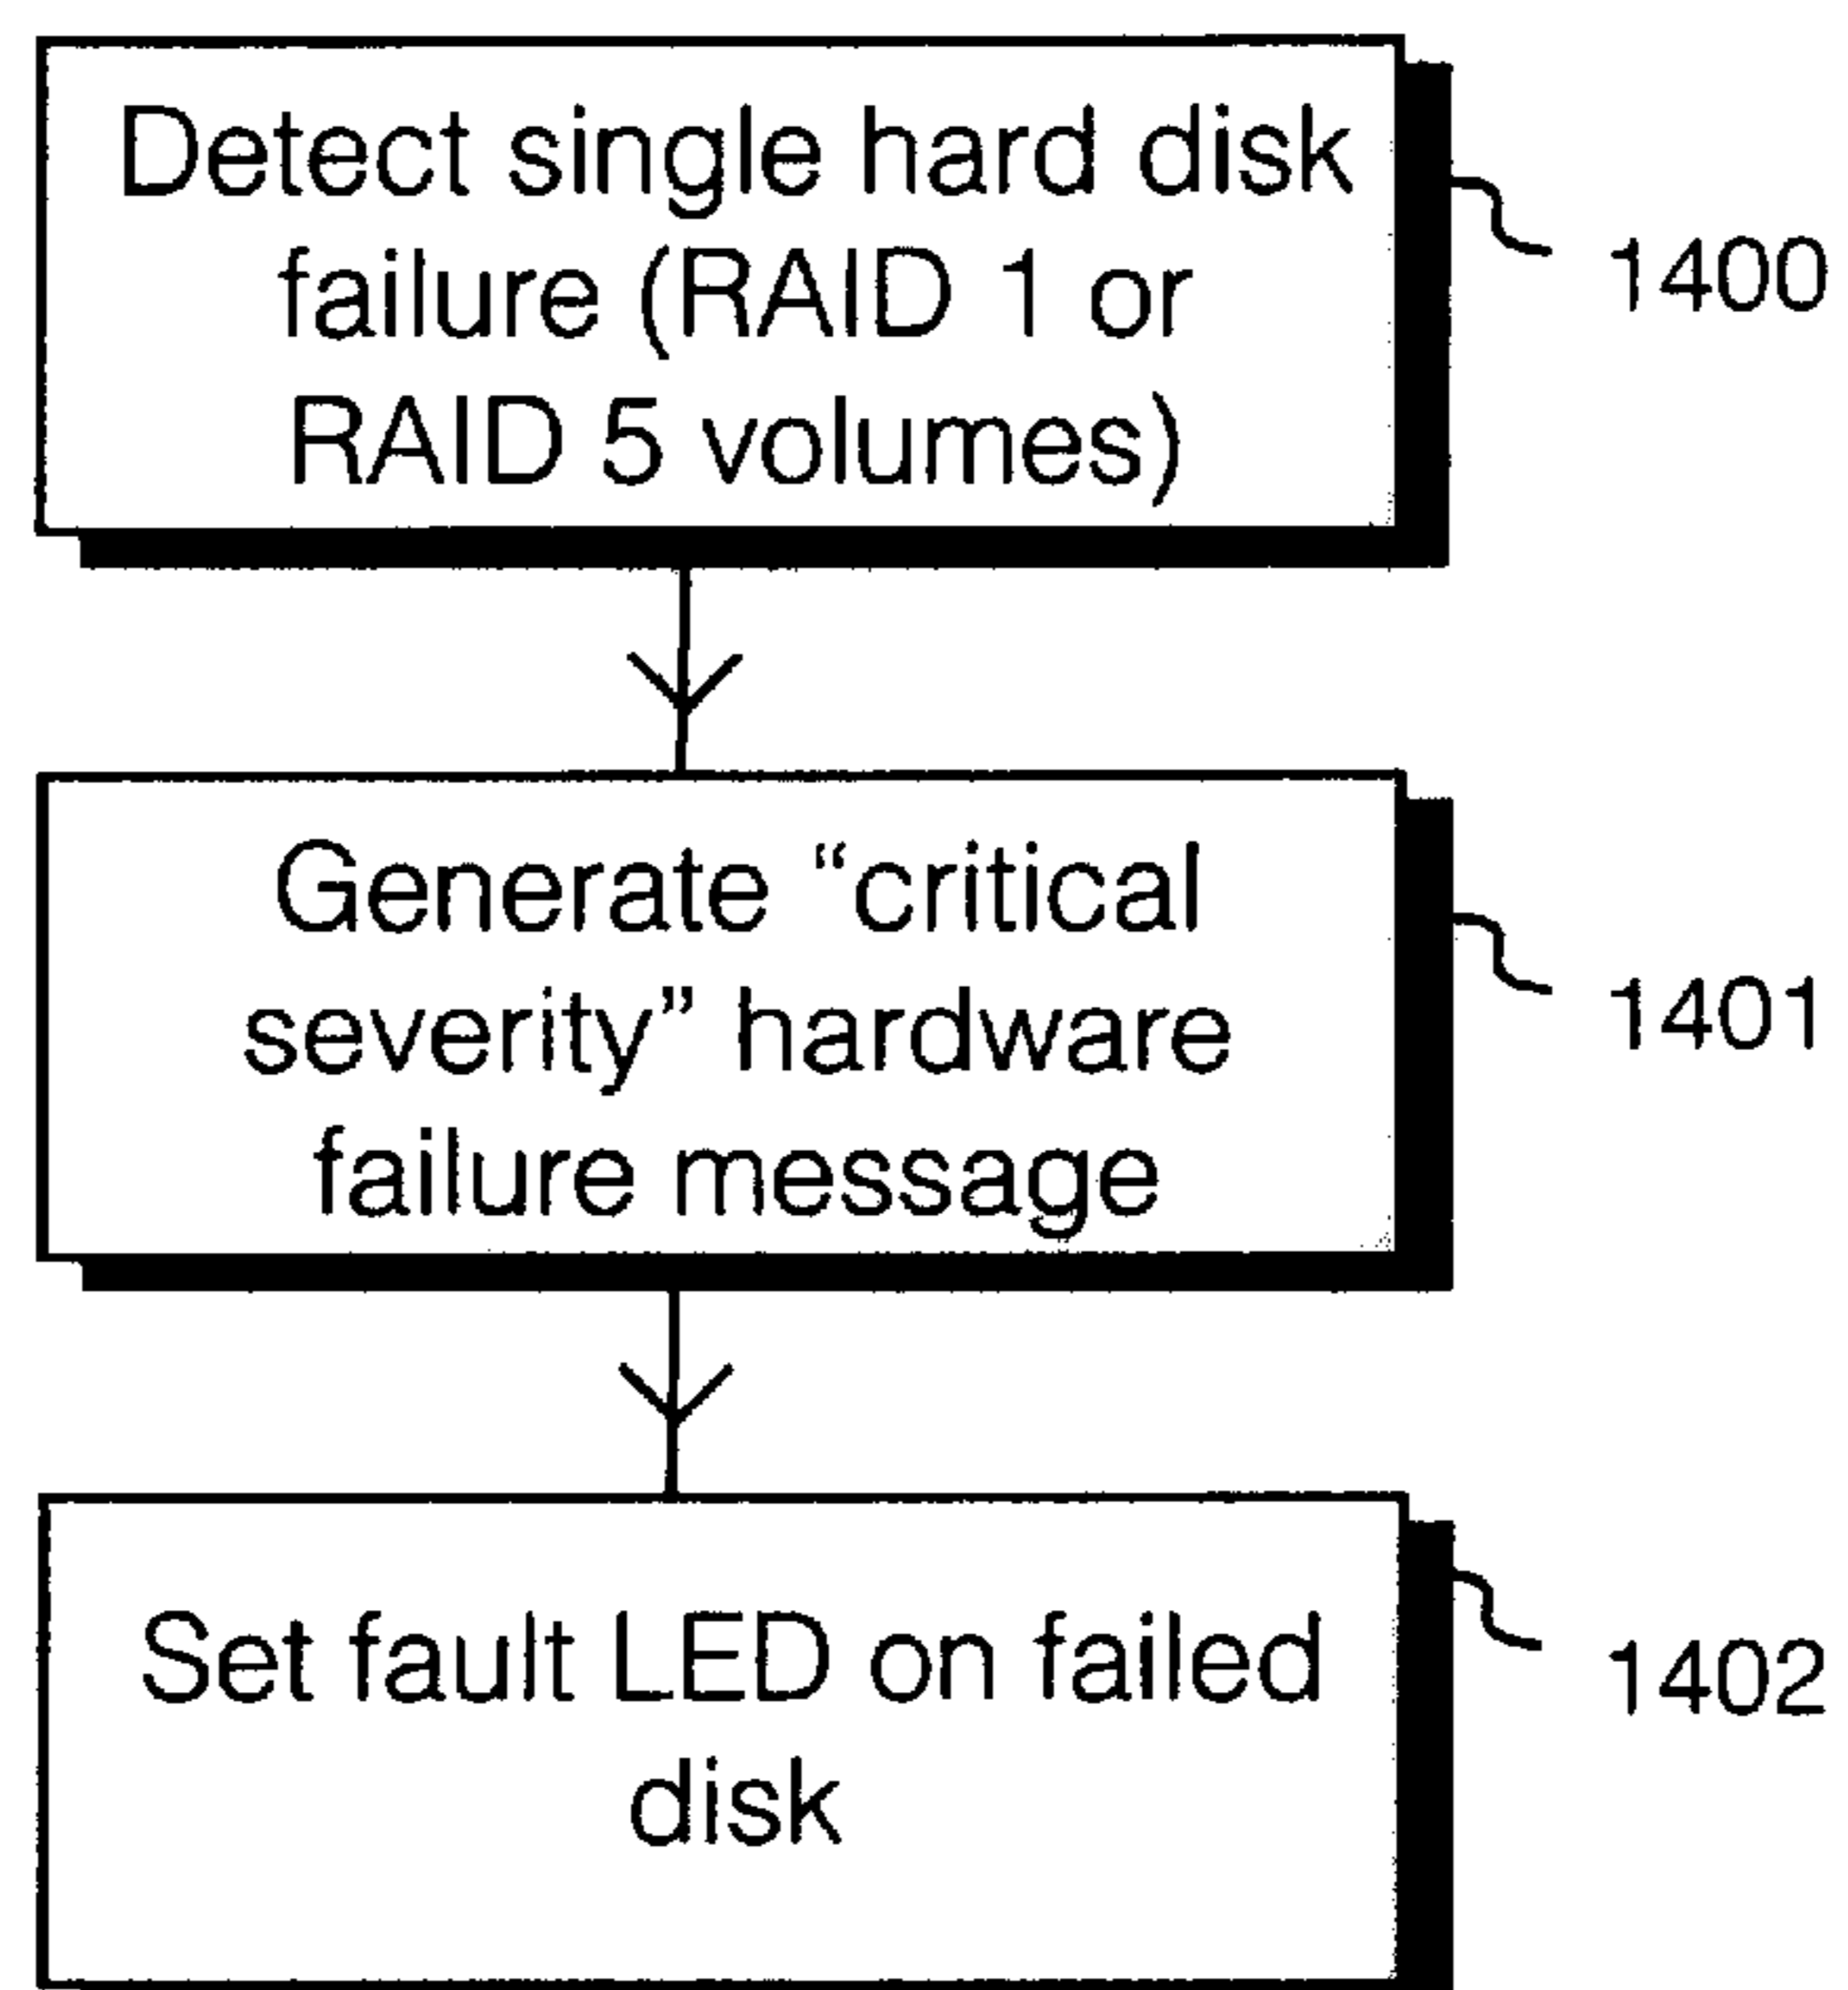 Detect single hard disk
failure (RAID 1 or
RAID 5 volumes)
1400
Generate “critical
severity” hardware
failure message
1401
Set fault LED on failed
disk
1402